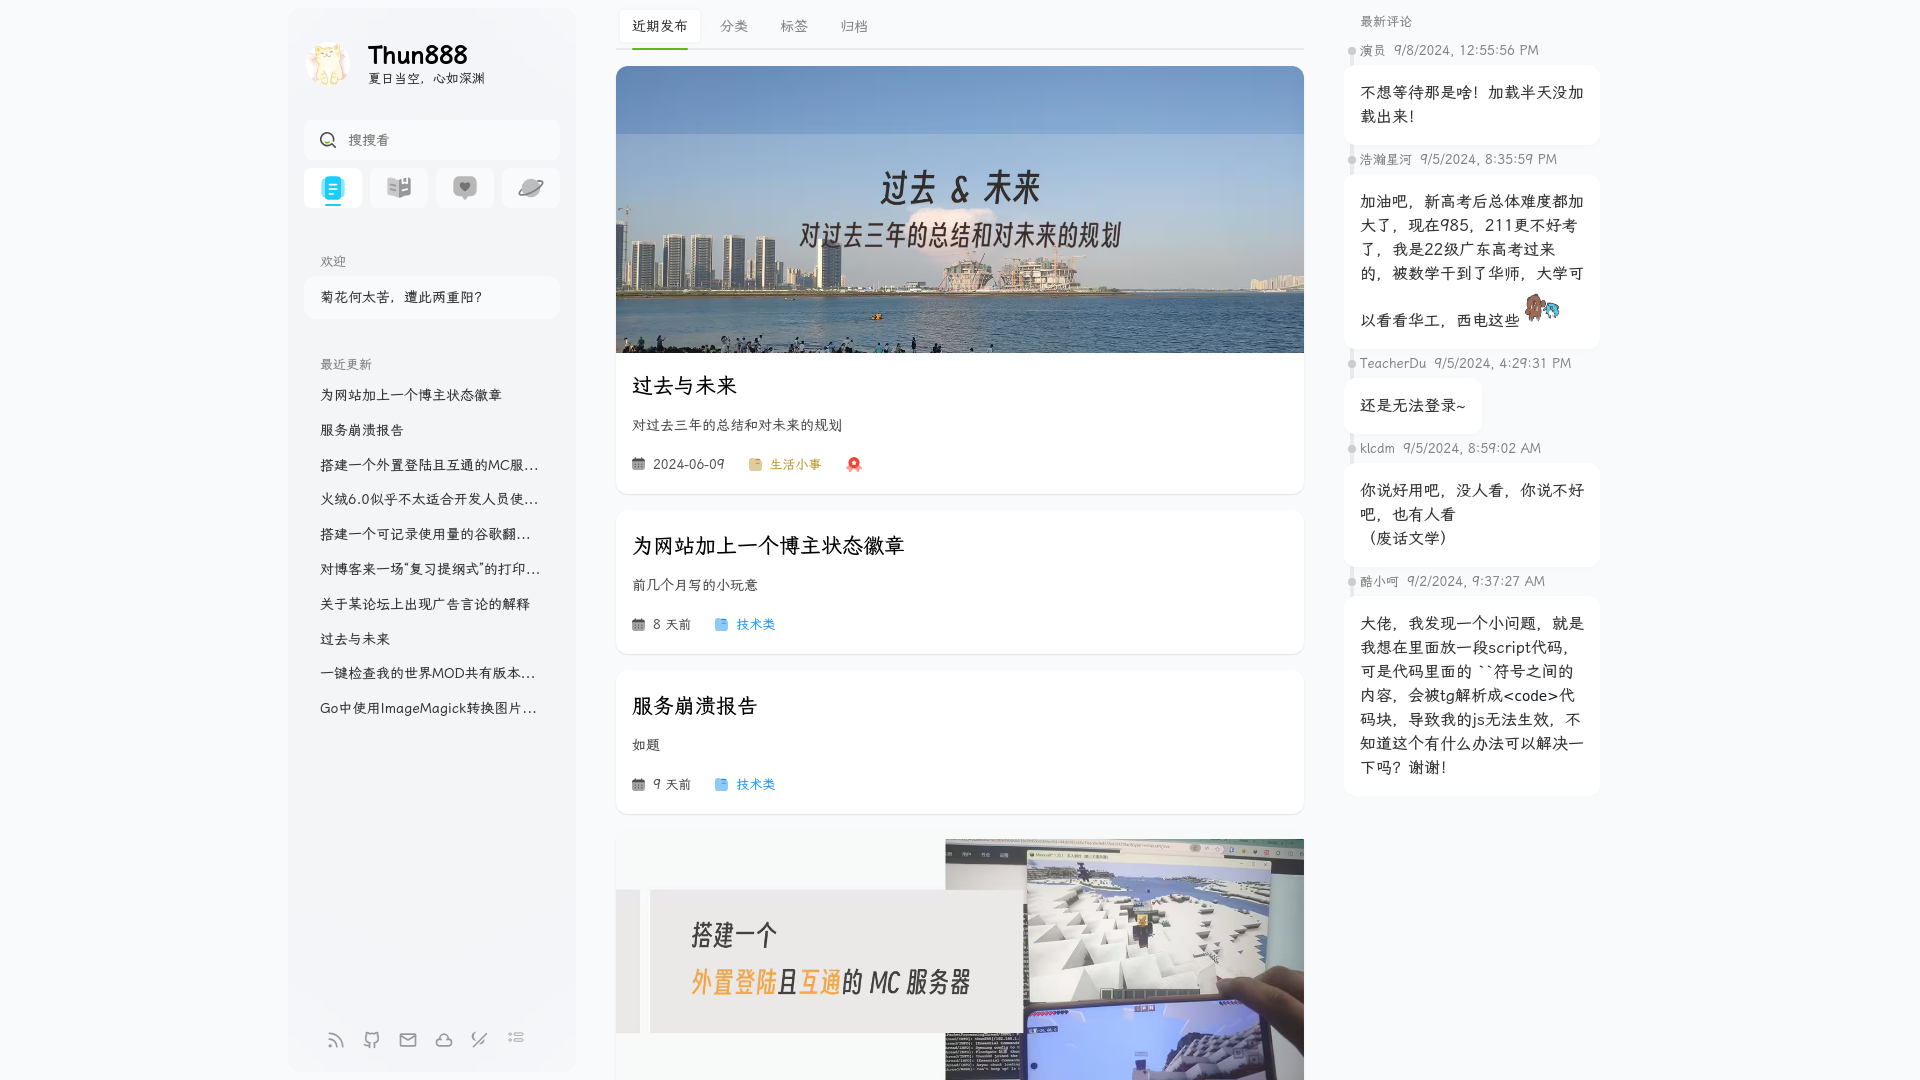 Thun888
夏日当空，心如深渊
搜搜看
欢迎
菊花何太苦，遭此两重阳？
最近更新
为网站加上一个博主状态徽章
服务崩溃报告
搭建一个外置登陆且互通的MC服...
火绒6.0似乎不太适合开发人员使...
搭建一个可记录使用量的谷歌翻...
对博客来一场“复习提纲式”的打印...
关于某论坛上出现广告言论的解释
过去与未来
一键检查我的世界MOD共有版本...
Go中使用ImageMagick转换图片...
近期发布
分类
标签
归档
过去 & 未来
对过去三年的总结和对未来的规划
过去与未来
对过去三年的总结和对未来的规划
2024-06-09 生活小事
为网站加上一个博主状态徽章
前几个月写的小玩意
8 天前 技术类
服务崩溃报告
如题
9 天前 技术类
搭建一个
外置登陆且互通的 MC 服务器
最新评论
演员 9/8/2024, 12:55:56 PM
不想等待那是啥！加载半天没加
载出来！
浩瀚星河 9/5/2024, 8:35:59 PM
加油吧，新高考后总体难度都加
大了，现在985，211更不好考
了，我是22级广东高考过来
的，被数学干到了华师，大学可
以看看华工，西电这些
TeacherDu 9/5/2024, 4:29:31 PM
还是无法登录~
klcdm 9/5/2024, 8:59:02 AM
你说好用吧，没人看，你说不好
吧，也有人看
（废话文学）
酷小呵 9/2/2024, 9:37:27 AM
大佬，我发现一个小问题，就是
我想在里面放一段script代码，
可是代码里面的 ``符号之间的
内容，会被tg解析成<code>代
码块，导致我的js无法生效，不
知道这个有什么办法可以解决一
下吗？谢谢！